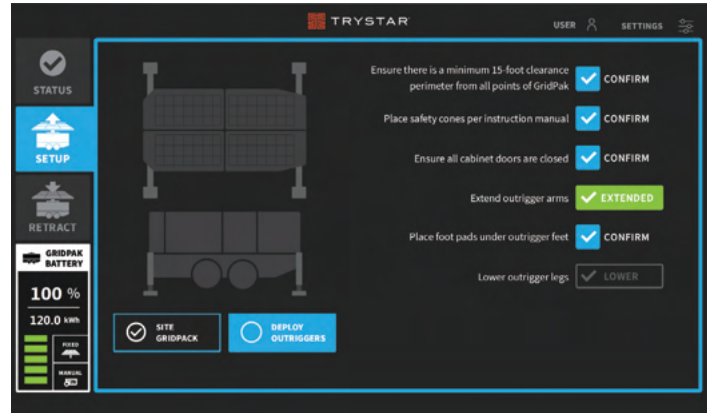 TRYSTAR
USER
SETTINGS
STATUS
SETUP
RETRACT
GRIDPAK
BATTERY
100 %
120.0 kWh
FIXED
MANUAL
Ensure there is a minimum 15-foot clearance
perimeter from all points of GridPak
CONFIRM
Place safety cones per instruction manual
CONFIRM
Ensure all cabinet doors are closed
CONFIRM
Extend outrigger arms
EXTENDED
Place foot pads under outrigger feet
CONFIRM
Lower outrigger legs
LOWER
SITE
GRIDPACK
DEPLOY
OUTRIGGERS